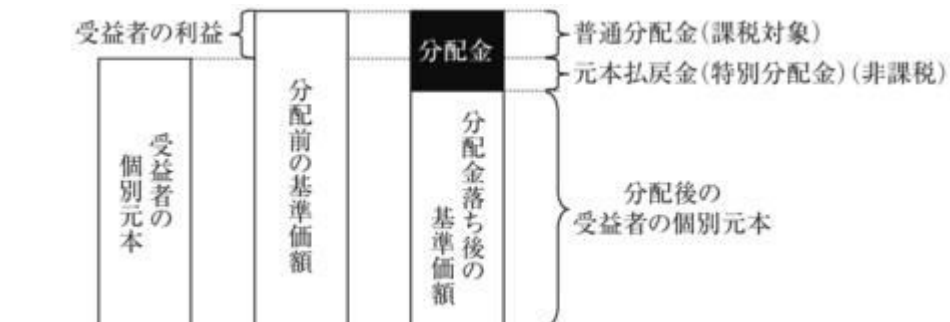 受益者の利益
分配金
普通分配金(課税対象)
元本払戻金(特別分配金)(非課税)
受益者の
個別元本
分配前の基準価額
分配金落ち後の
基準価額
分配後の
受益者の個別元本